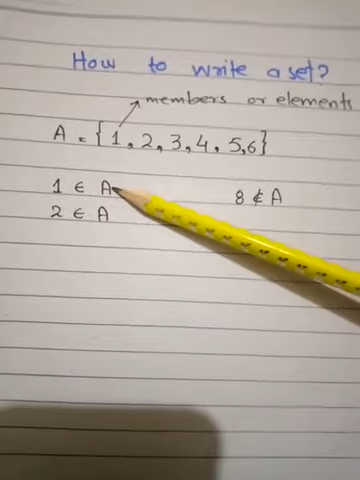 How to write a set?
members or elements
A = {1, 2, 3, 4, 5, 6}
1 ∈ A 8 ∉ A
2 ∈ A